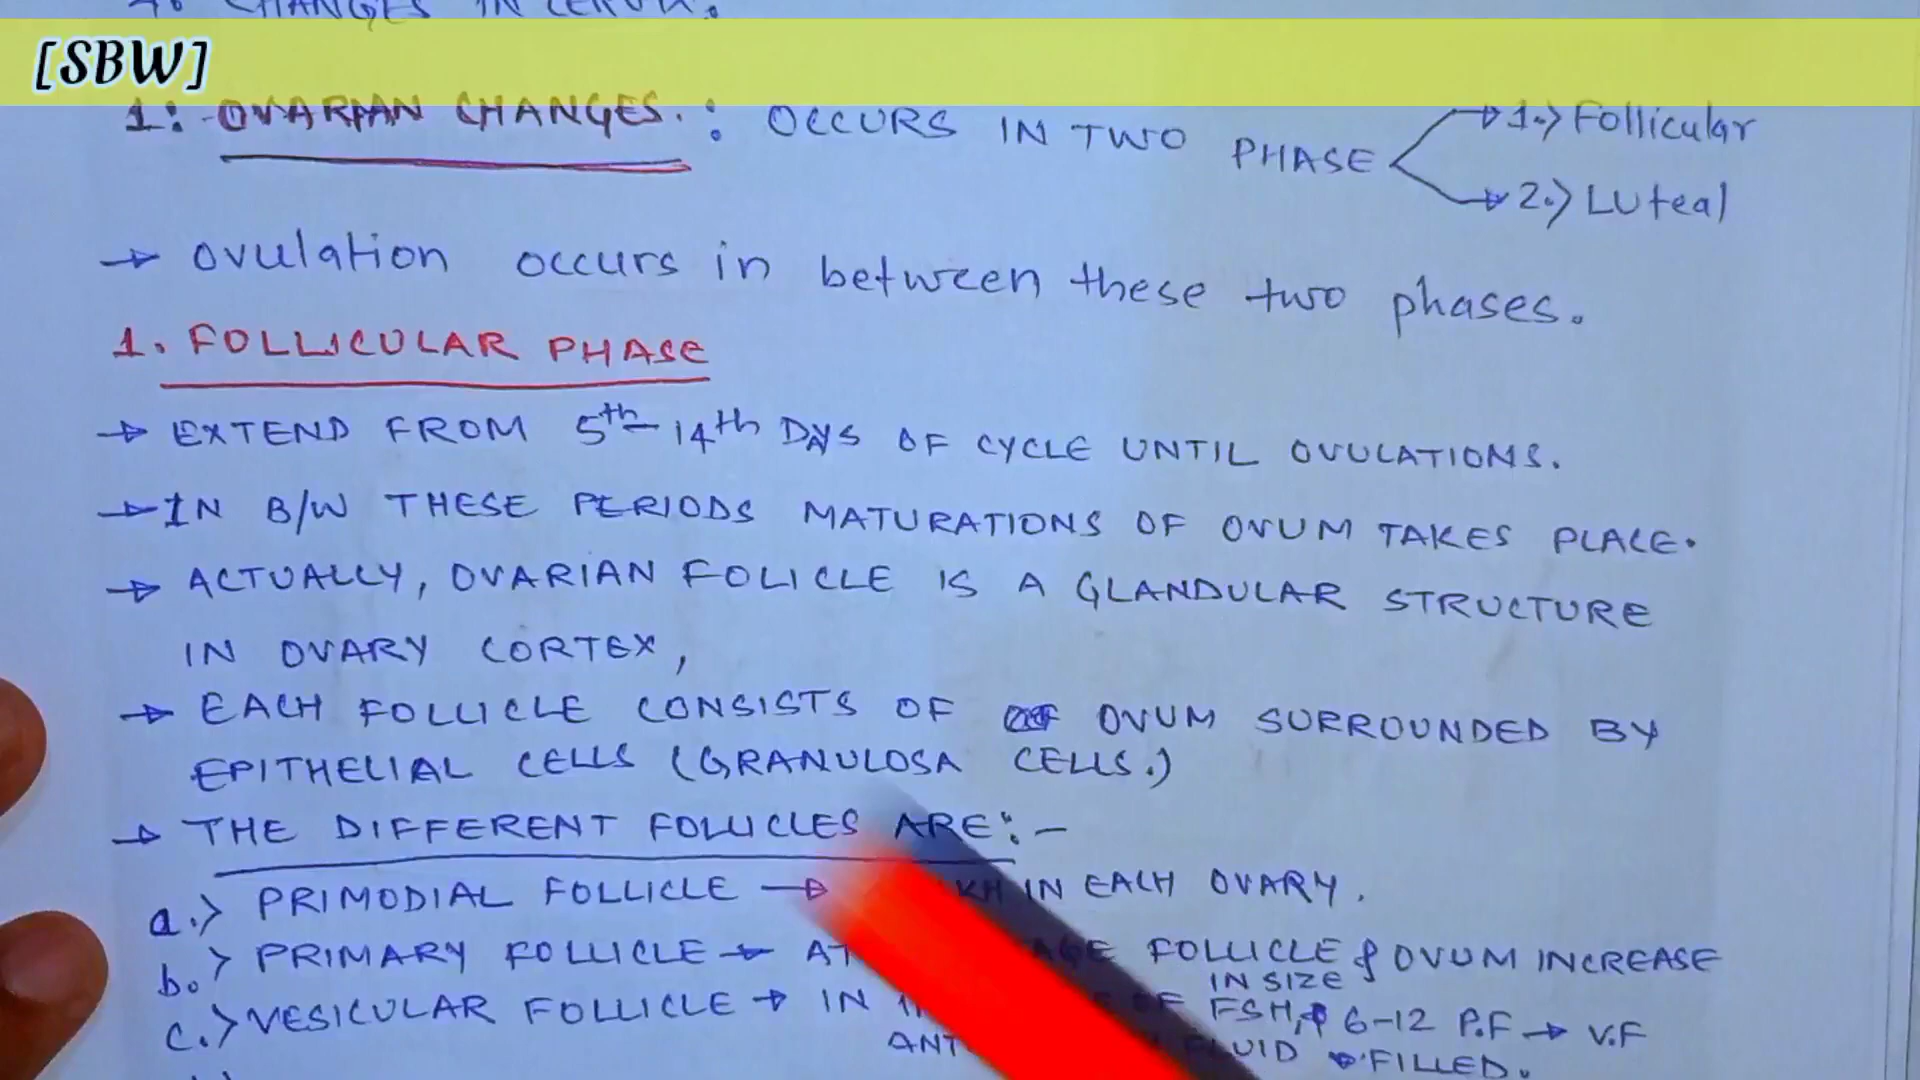 [SBW]
1: OVARIAN CHANGES. : OCCURS IN TWO PHASE
1.) Follicular
2.) Luteal
→ Ovulation occurs in between these two phases.
1. FOLLICULAR PHASE
→ EXTEND FROM 5th - 14th DAYS OF CYCLE UNTIL OVULATIONS.
→ IN B/W THESE PERIODS MATURATIONS OF OVUM TAKES PLACE.
→ ACTUALLY, OVARIAN FOLICLE IS A GLANDULAR STRUCTURE
IN OVARY CORTEX,
→ EACH FOLLICLE CONSISTS OF OVUM SURROUNDED BY
EPITHELIAL CELLS (GRANULOSA CELLS.)
→ THE DIFFERENT FOLLICLES ARE:-
a.) PRIMODIAL FOLLICLE → IN EACH OVARY.
b.) PRIMARY FOLLICLE → FOLLICLE & OVUM INCREASE
IN SIZE
c.) VESICULAR FOLLICLE → IN OF FSH, 6-12 P.F → V.F
FLUID FILLED.